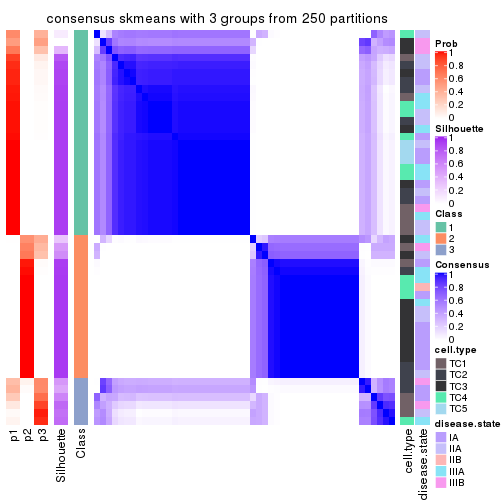 consensus skmeans with 3 groups from 250 partitions
Prob
1
0.8
0.6
0.4
0.2
0
Silhouette
1
0.8
0.6
0.4
0.2
0
Class
1
2
3
Consensus
1
0.8
0.6
0.4
0.2
0
cell.type
TC1
TC2
TC3
TC4
TC5
disease.state
IA
IB
IIB
IIIA
IIIB
p1
p2
p3
Silhouette
Class
cell.type
disease.state